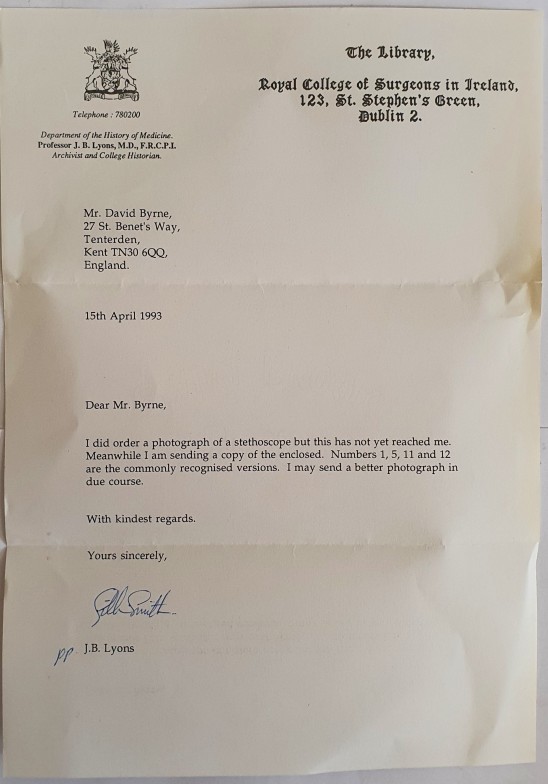 The Library,
Royal College of Surgeons in Ireland,
123, St. Stephen's Green,
Dublin 2.
Telephone : 780200
Department of the History of Medicine.
Professor J. B. Lyons, M.D., F.R.C.P.I.
Archivist and College Historian.
Mr. David Byrne,
27 St. Benet's Way,
Tenterden,
Kent TN30 6QQ,
England.
15th April 1993
Dear Mr. Byrne,
I did order a photograph of a stethoscope but this has not yet reached me.
Meanwhile I am sending a copy of the enclosed. Numbers 1, 5, 11 and 12
are the commonly recognised versions. I may send a better photograph in
due course.
With kindest regards.
Yours sincerely,
Smith
pp. J.B. Lyons